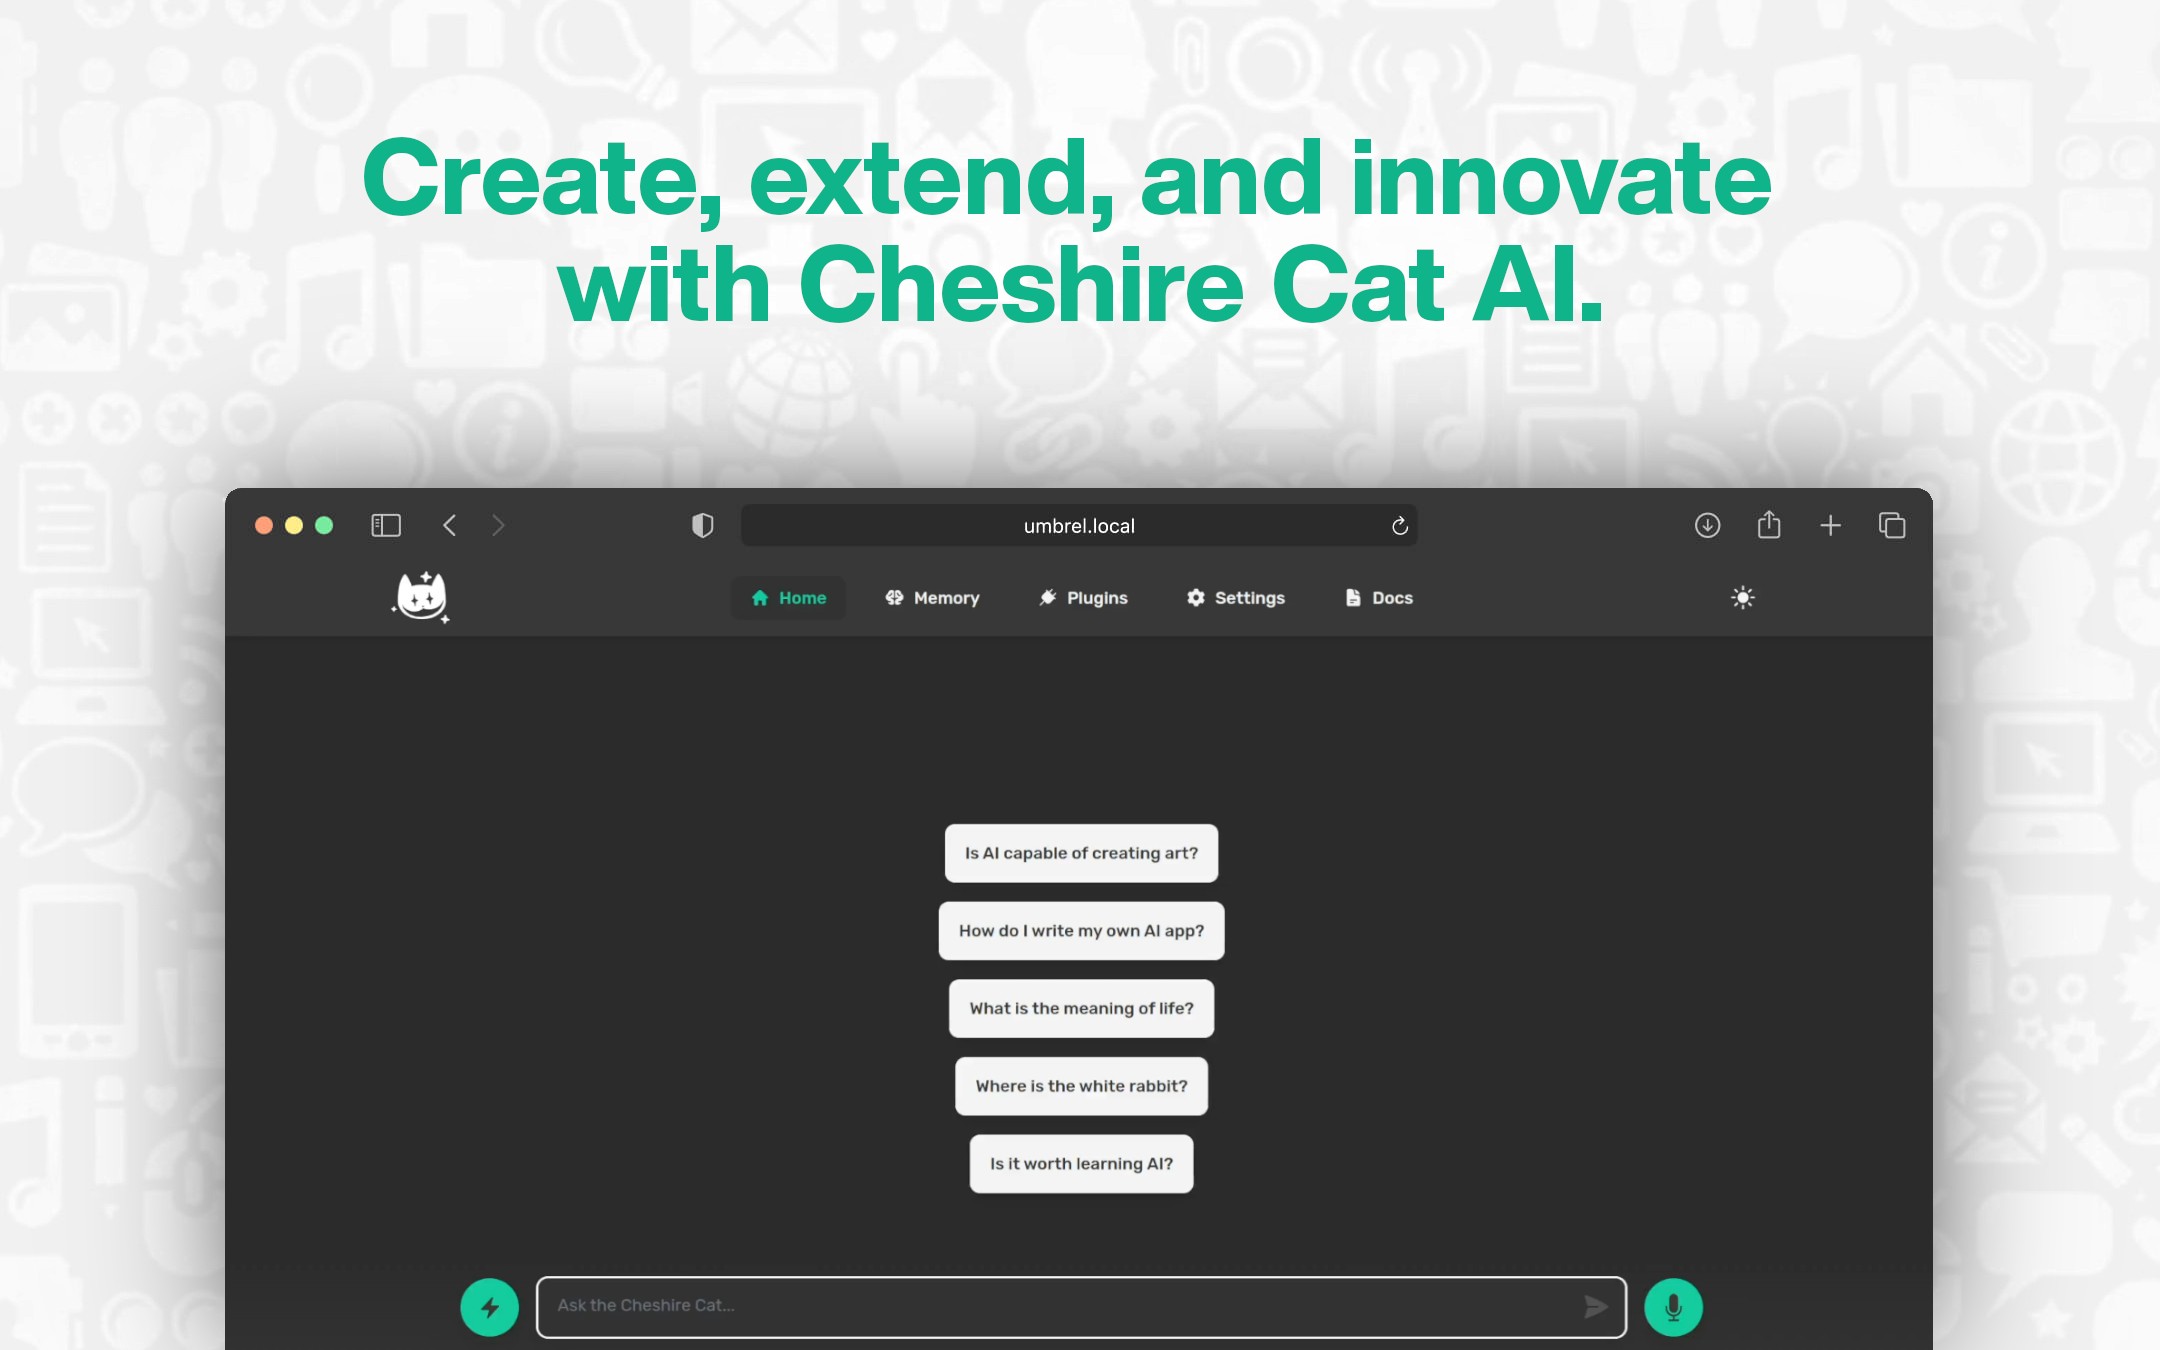 Create, extend, and innovate
with Cheshire Cat AI.
umbrel.local
Home Memory Plugins Settings Docs
Is AI capable of creating art?
How do I write my own AI app?
What is the meaning of life?
Where is the white rabbit?
Is it worth learning AI?
Ask the Cheshire Cat...